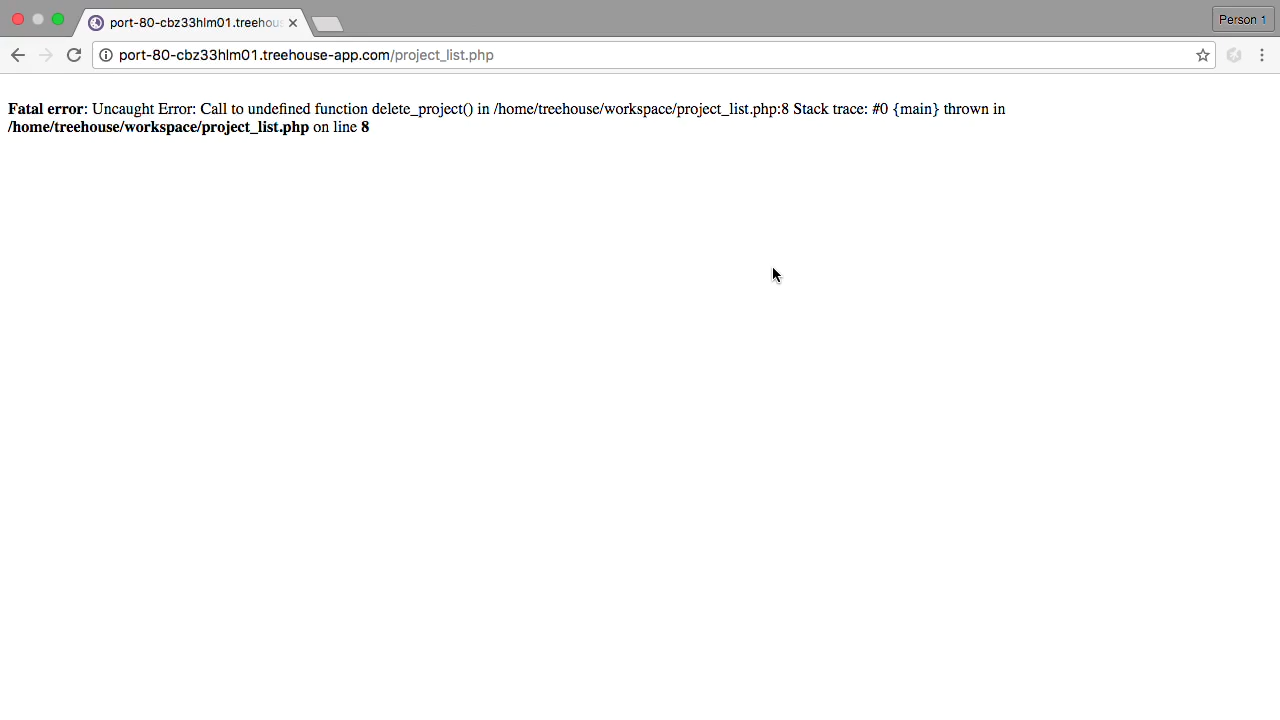 port-80-cbz33hlm01.treehous
Person 1
port-80-cbz33hlm01.treehouse-app.com/project_list.php
Fatal error: Uncaught Error: Call to undefined function delete_project() in /home/treehouse/workspace/project_list.php:8 Stack trace: #0 {main} thrown in
/home/treehouse/workspace/project_list.php on line 8